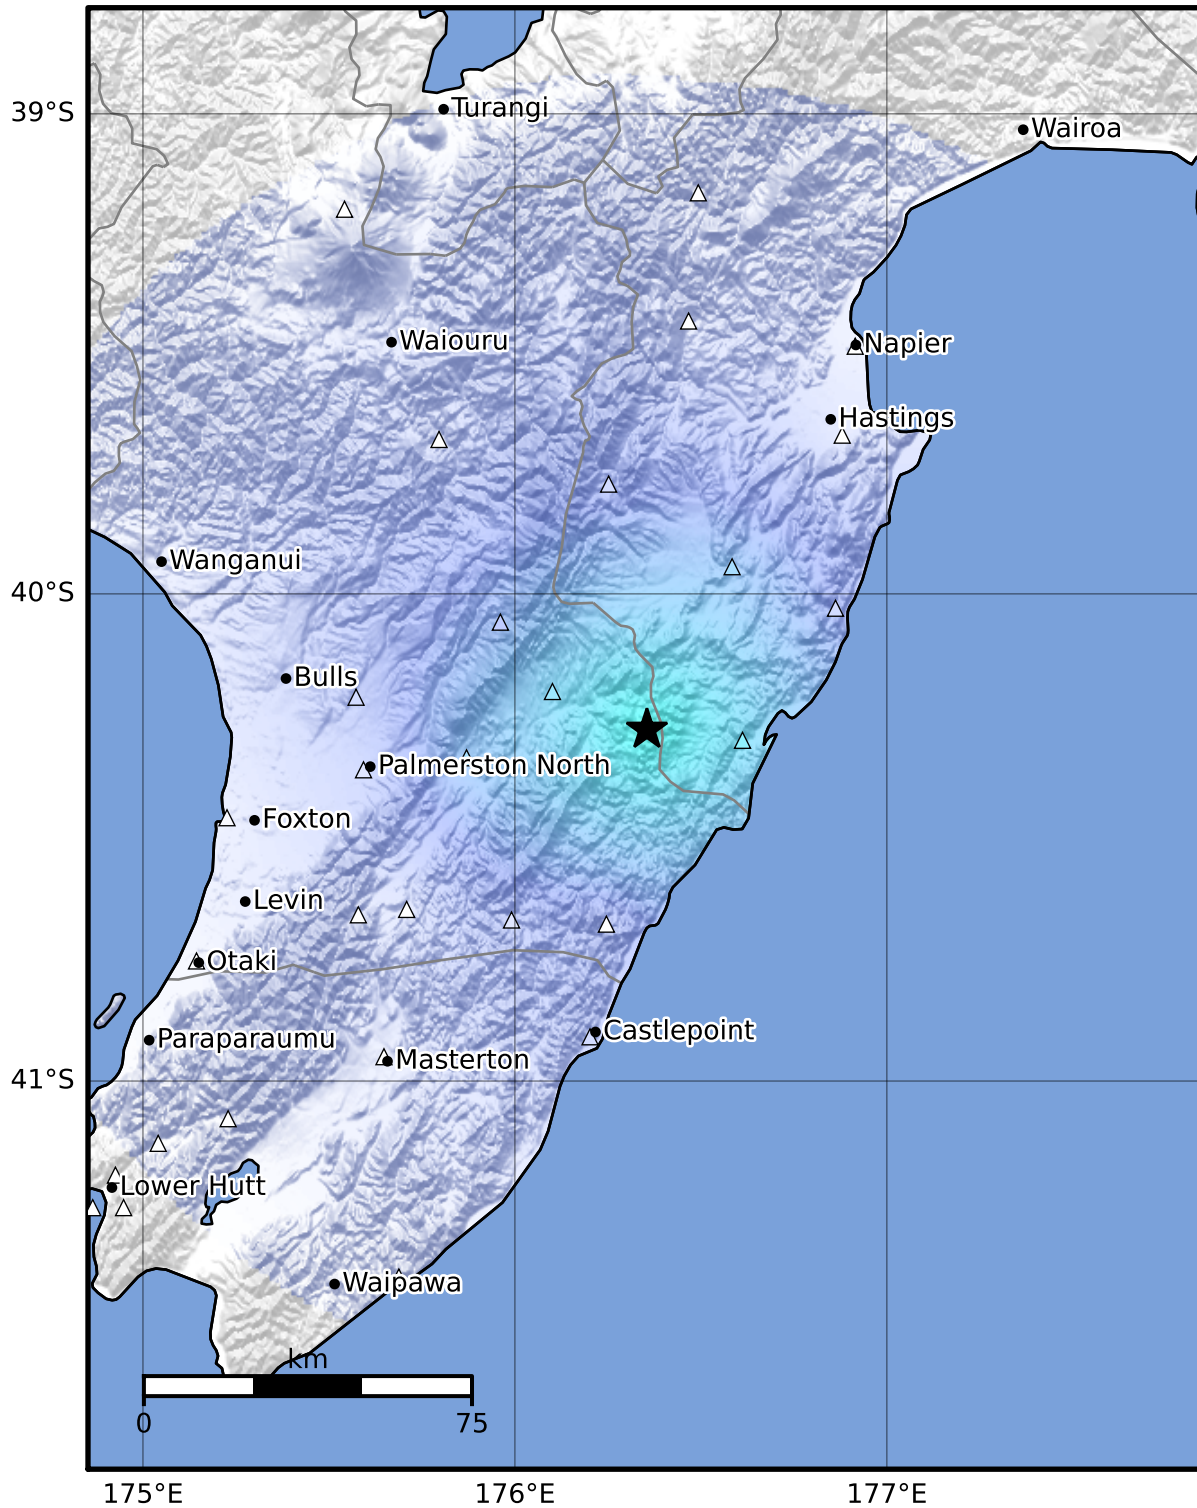 Turangi
39°S
Wairoa
Waiouru
Napier
Hastings
Wanganui
40°S
Bulls
Palmerston North
Foxton
Levin
Otaki
Castlepoint
Paraparaumu
Masterton
41°S
Lower Hutt
Waipawa
km
0
75
175°E
176°E
177°E